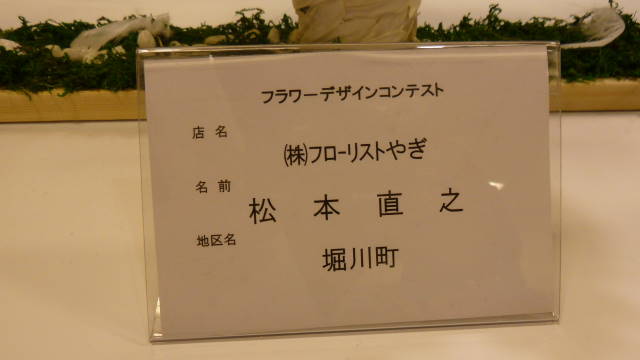 フラワーデザインコンテスト
店名
㈱フローリストやぎ
名前
松本直之
地区名
堀川町